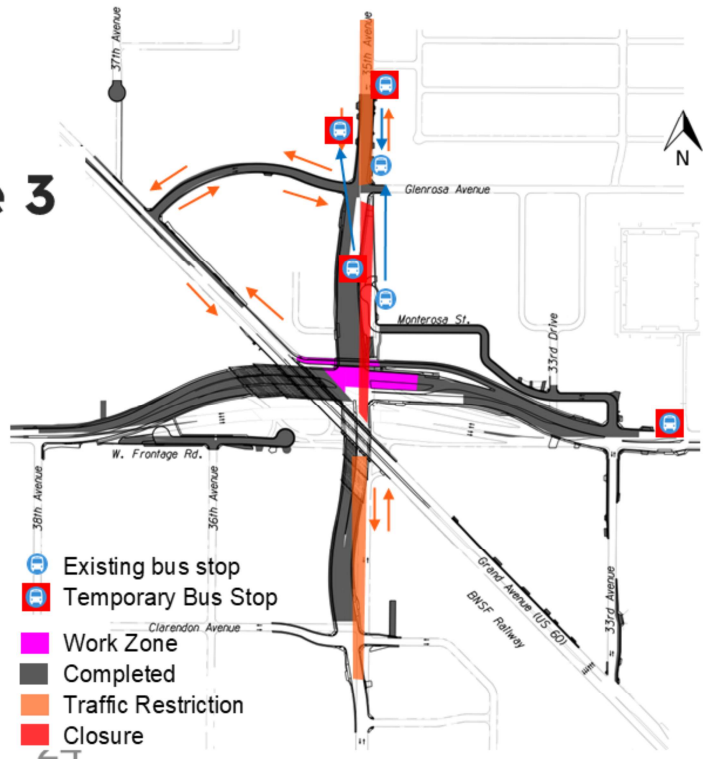 37th Avenue
35th Avenue
N
e 3
Glenrosa Avenue
Monterosa St.
33rd Drive
W. Frontage Rd.
38th Avenue
36th Avenue
Grand Avenue (US 60)
BNSF Railway
33rd Avenue
Clarendon Avenue
Existing bus stop
Temporary Bus Stop
Work Zone
Completed
Traffic Restriction
Closure